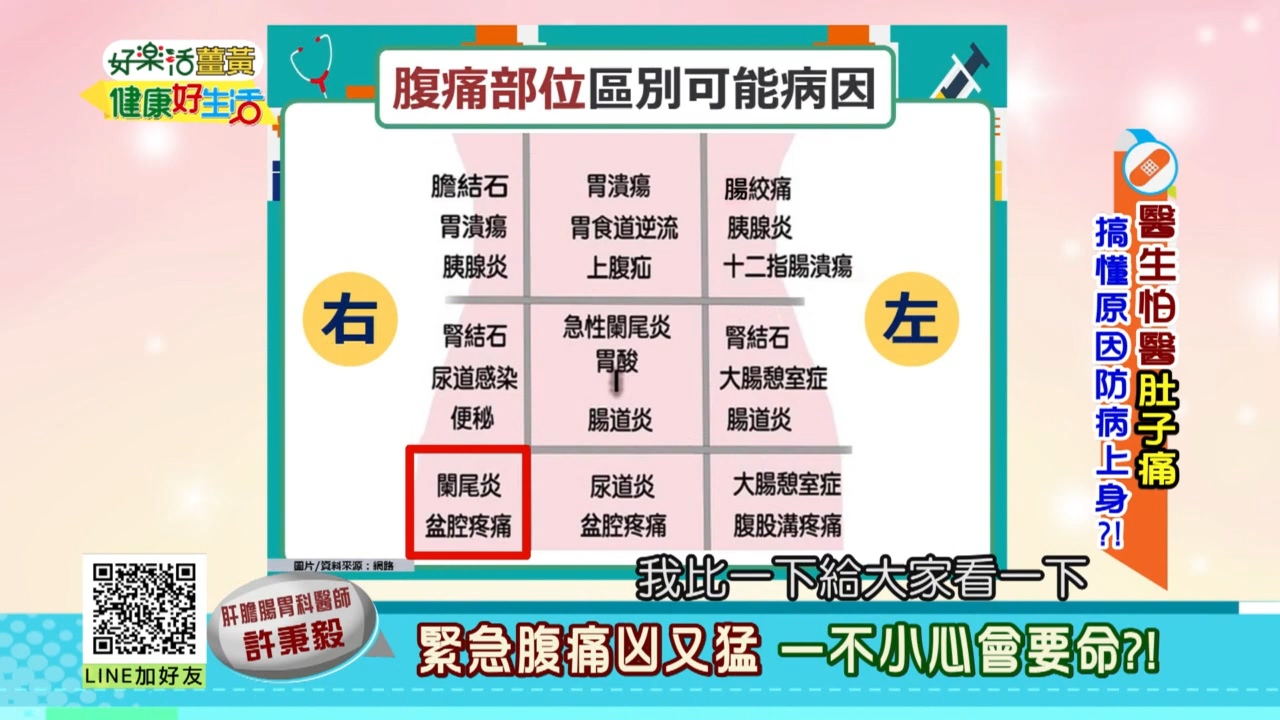 好楽活薑黃
健康好生活
腹痛部位區別可能病因
膽結石
胃潰瘍
胰腺炎
胃潰瘍
胃食道逆流
上腹疝
腸絞痛
胰腺炎
十二指腸潰瘍
右
左
腎結石
尿道感染
便秘
急性闌尾炎
胃酸
腸道炎
腎結石
大腸憩室症
腸道炎
闌尾炎
盆腔疼痛
尿道炎
盆腔疼痛
大腸憩室症
腹股溝疼痛
圖片/資料來源：網路
醫生怕醫肚子痛
搞懂原因防病上身?!
我比一下給大家看一下
肝膽腸胃科醫師
許秉毅
緊急腹痛凶又猛 一不小心會要命?!
LINE加好友